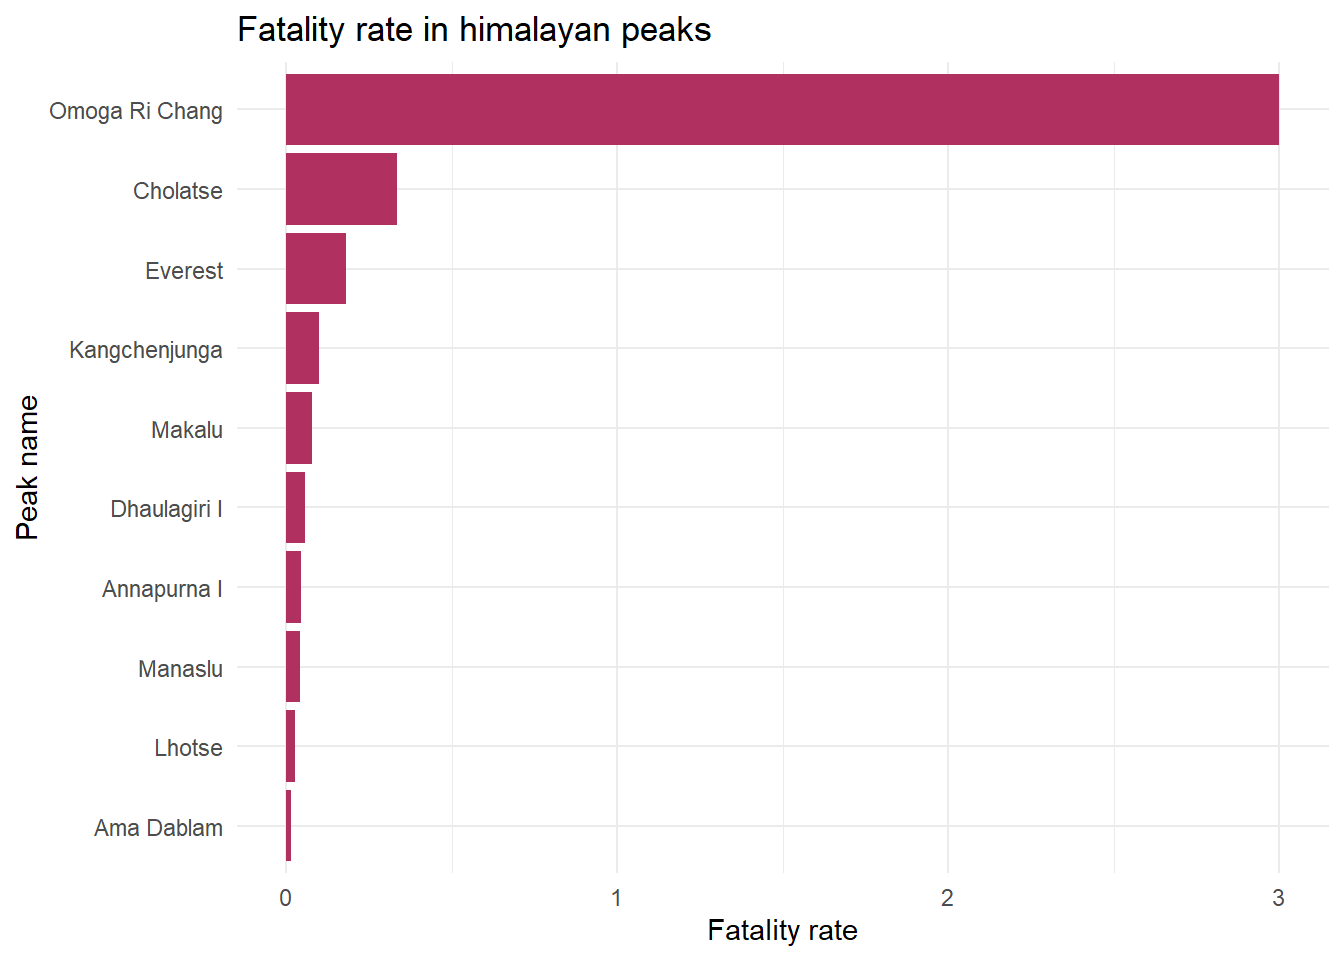 Fatality rate in himalayan peaks
Omoga Ri Chang
Cholatse
Everest
Kangchenjunga
Makalu
Dhaulagiri I
Annapurna I
Manaslu
Lhotse
Ama Dablam
Peak name
0 1 2 3
Fatality rate